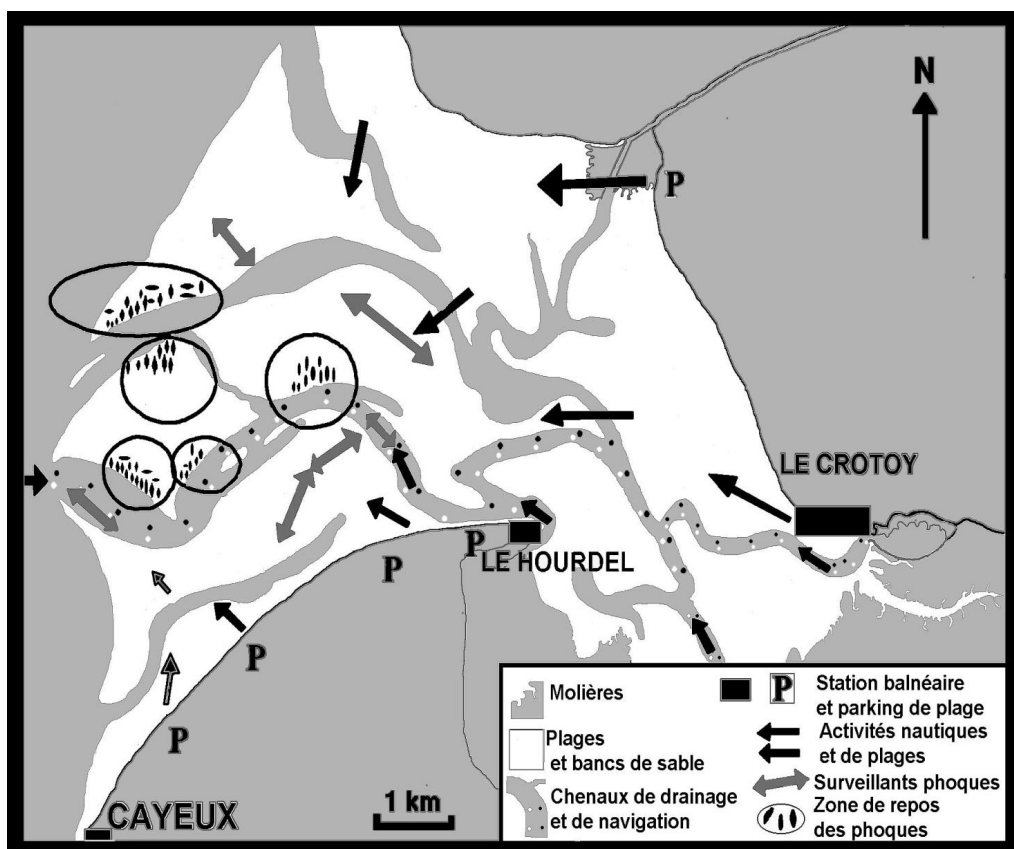 N
P
LE CROTOY
P
LE HOURDEL
P
P
P
CAYEUX
1 km
Molières
Plages
et bancs de sable
Chenaux de drainage
et de navigation
P
Station balnéaire
et parking de plage
Activités nautiques
et de plages
Surveillants phoques
Zone de repos
des phoques